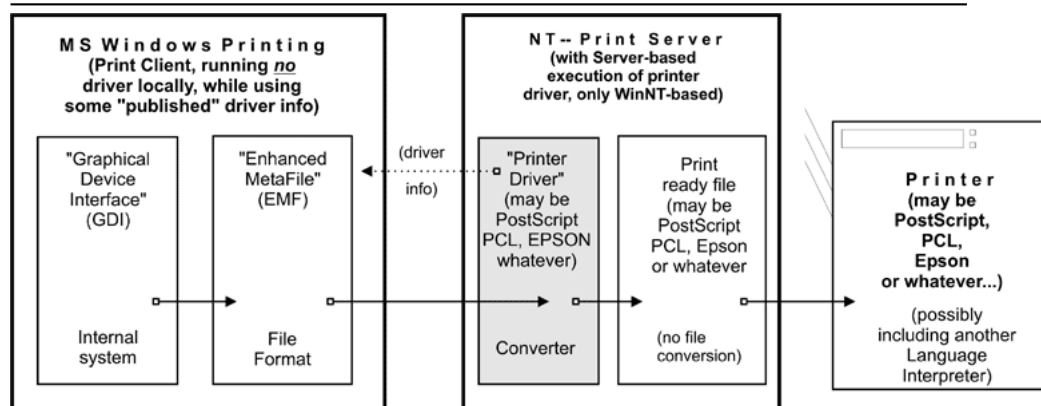 MS Windows Printing
(Print Client, running no
driver locally, while using
some "published" driver info)
"Graphical
Device
Interface"
(GDI)
Internal
system
"Enhanced
MetaFile"
(EMF)
File
Format
(driver
info)
NT-- Print Server
(with Server-based
execution of printer
driver, only WinNT-based)
"Printer
Driver"
(may be
PostScript
PCL, EPSON
whatever)
Converter
Print
ready file
(may be
PostScript
PCL, Epson
or whatever
(no file
conversion)
Printer
(may be
PostScript,
PCL,
Epson
or whatever...)
(possibly
including another
Language
Interpreter)